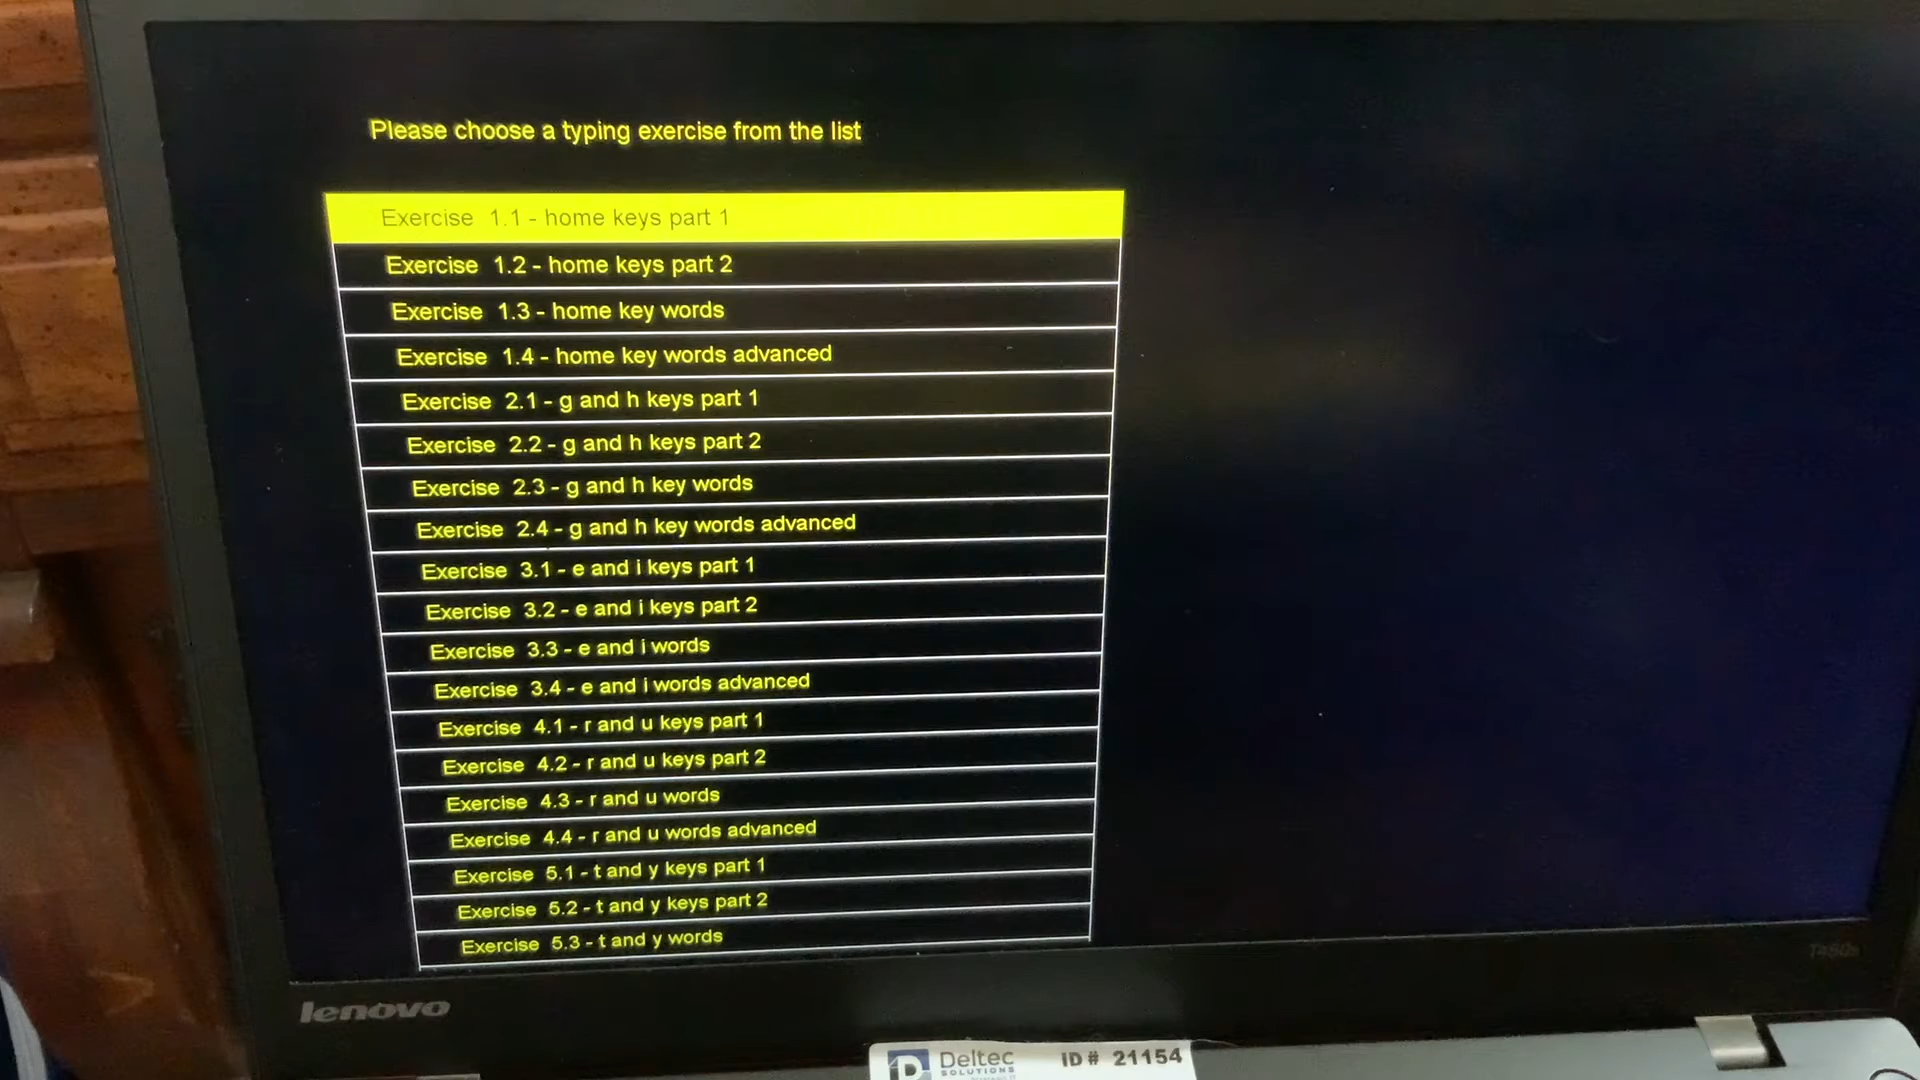 Please choose a typing exercise from the list
Exercise 1.1 - home keys part 1
Exercise 1.2 - home keys part 2
Exercise 1.3 - home key words
Exercise 1.4 - home key words advanced
Exercise 2.1 - g and h keys part 1
Exercise 2.2 - g and h keys part 2
Exercise 2.3 - g and h key words
Exercise 2.4 - g and h key words advanced
Exercise 3.1 - e and i keys part 1
Exercise 3.2 - e and i keys part 2
Exercise 3.3 - e and i words
Exercise 3.4 - e and i words advanced
Exercise 4.1 - r and u keys part 1
Exercise 4.2 - r and u keys part 2
Exercise 4.3 - r and u words
Exercise 4.4 - r and u words advanced
Exercise 5.1 - t and y keys part 1
Exercise 5.2 - t and y keys part 2
Exercise 5.3 - t and y words
lenovo
Deltec
SOLUTIONS
ID # 21154